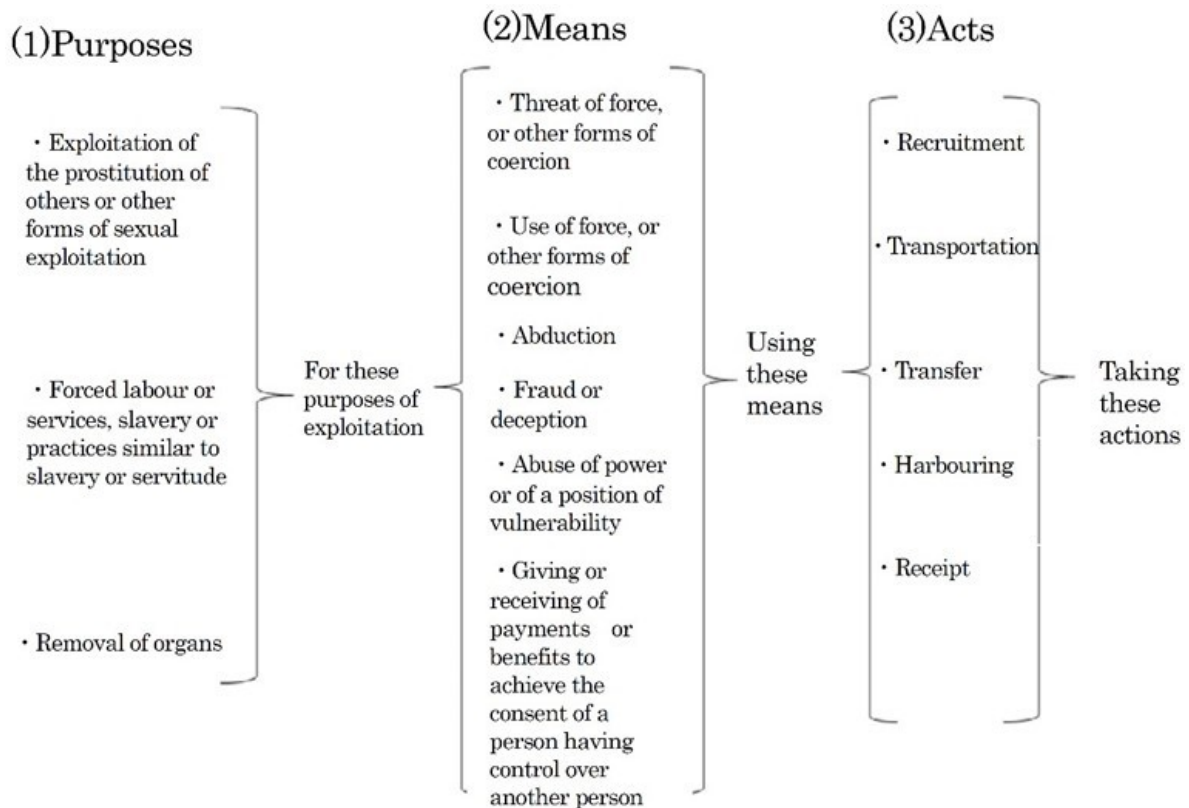 (1)Purposes
・Exploitation of
the prostitution of
others or other
forms of sexual
exploitation
・Forced labour or
services, slavery or
practices similar to
slavery or servitude
・Removal of organs
For these
purposes of
exploitation
(2)Means
・Threat of force,
or other forms of
coercion
・Use of force, or
other forms of
coercion
・Abduction
・Fraud or
deception
・Abuse of power
or of a position of
vulnerability
・Giving or
receiving of
payments or
benefits to
achieve the
consent of a
person having
control over
another person
Using
these
means
(3)Acts
・Recruitment
・Transportation
・Transfer
・Harbouring
・Receipt
Taking
these
actions